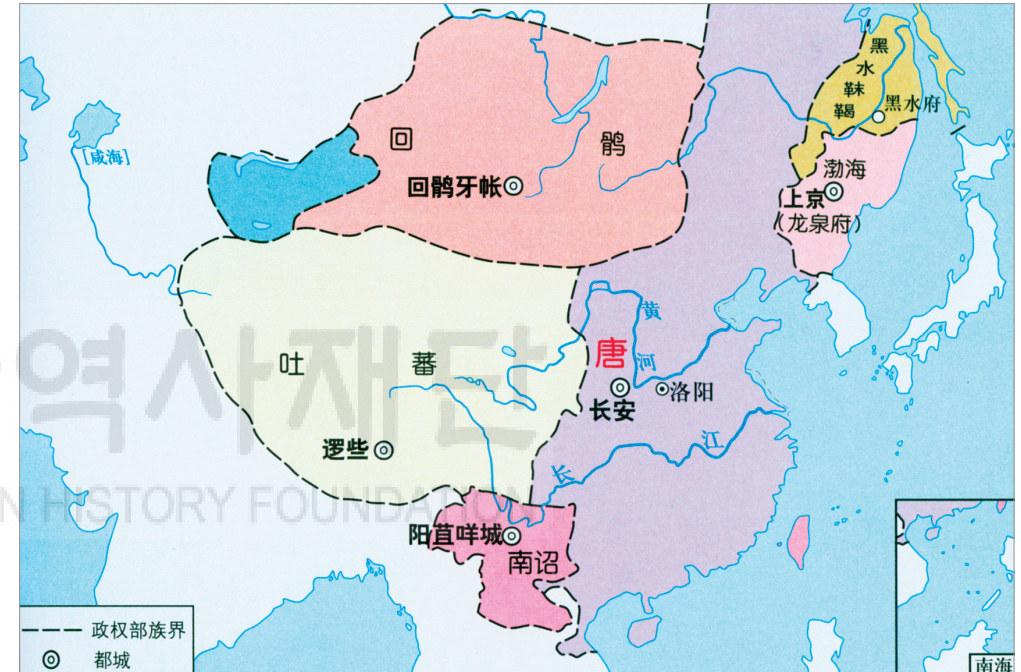 黑水靺鞨
黑水府
回 鹘
[咸海]
渤海
回鹘牙帐
上京
(龙泉府)
黄河
唐
吐 蕃
洛阳
长安
长江
逻些
역사재단
N HISTORY FOUNDATION
阳苴咩城
南诏
政权部族界
都城
南海